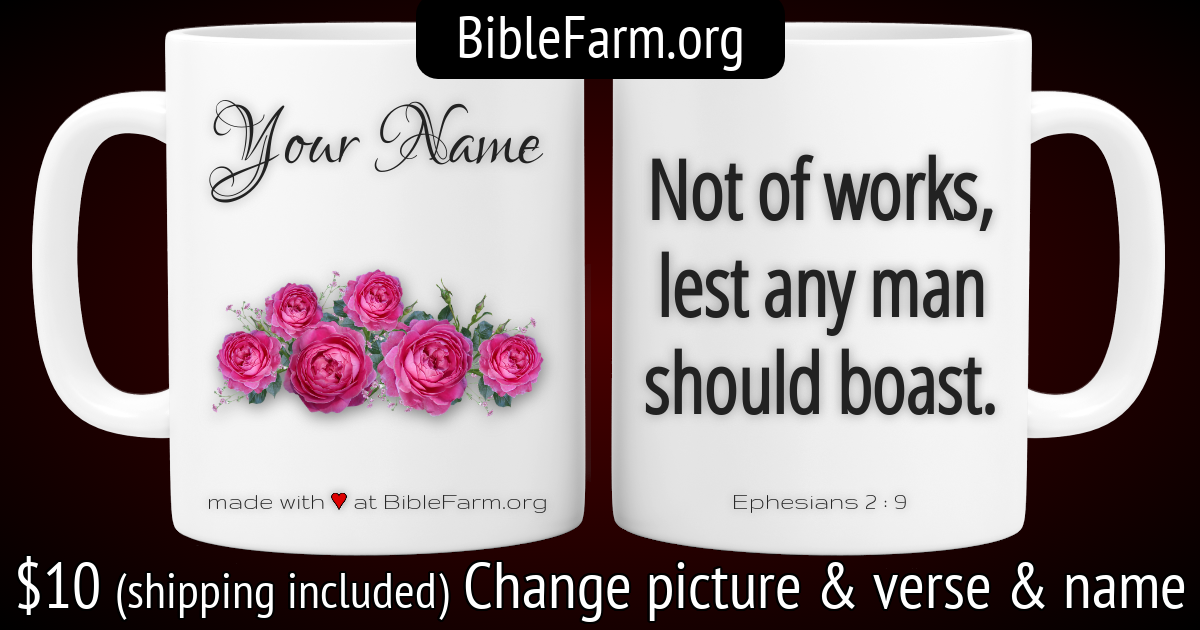 BibleFarm.org
Your Name
made with ♥ at BibleFarm.org
Not of works,
lest any man
should boast.
Ephesians 2 : 9
$10 (shipping included) Change picture & verse & name